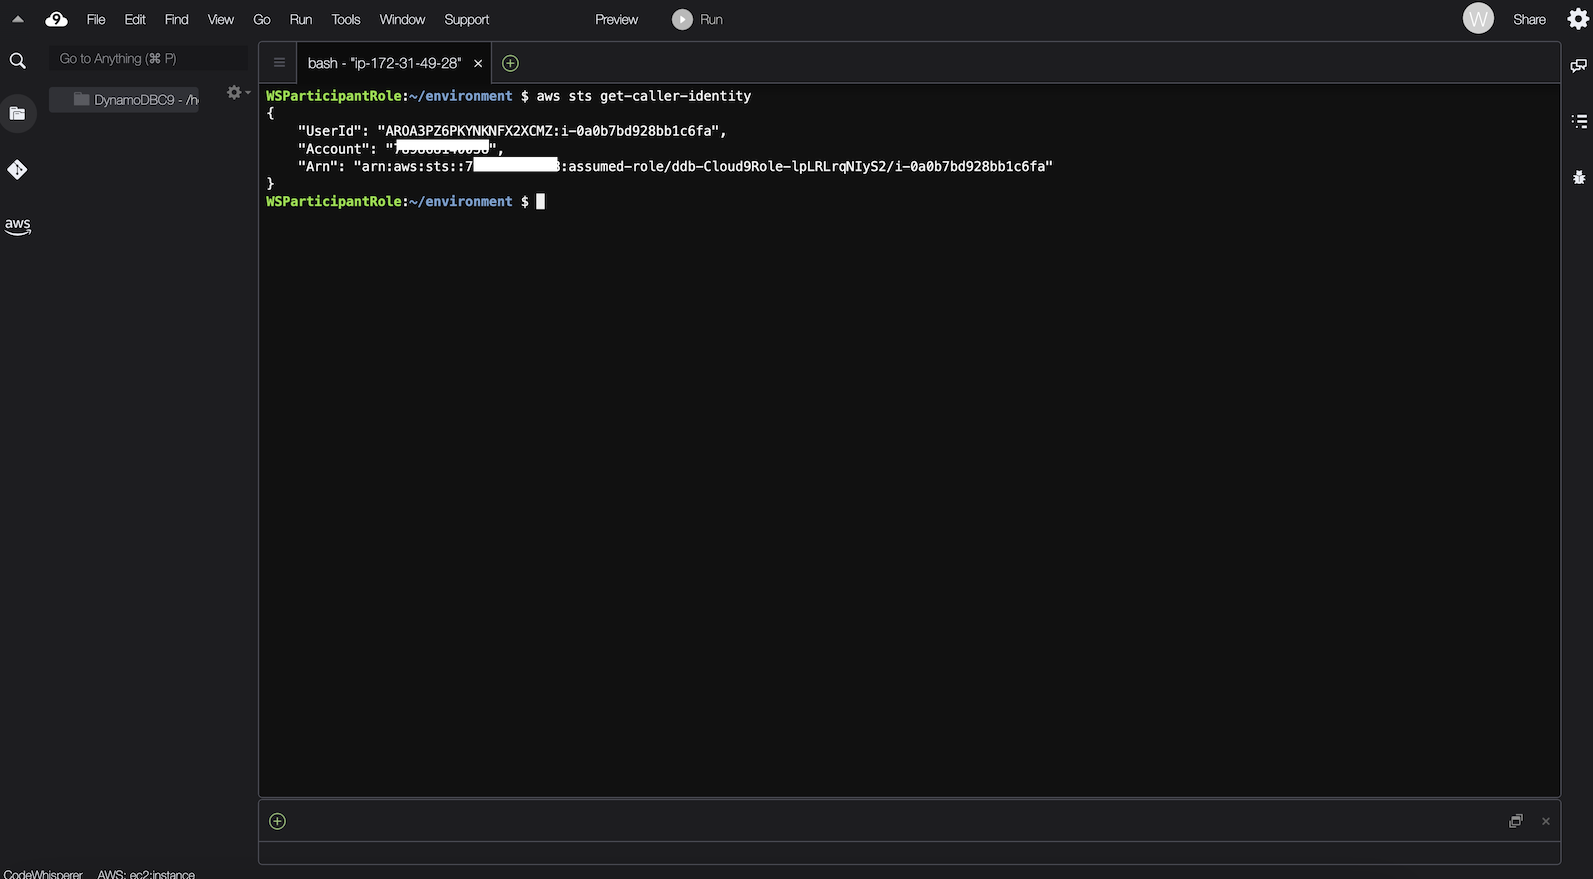 9 File Edit Find View Go Run Tools Window Support Preview Run W Share
Go to Anything (⌘ P)
bash - "ip-172-31-49-28" ×
DynamoDBC9 - /h
WSParticipantRole:~/environment $ aws sts get-caller-identity
{
"UserId": "AROA3PZ6PKYNKNFX2XCMZ:i-0a0b7bd928bb1c6fa",
"Account": "
"Arn": "arn:aws:sts::7 :assumed-role/ddb-Cloud9Role-lpLRLrqNIyS2/i-0a0b7bd928bb1c6fa"
}
WSParticipantRole:~/environment $
aws
CodeWhisperer AWS: ec2:instance